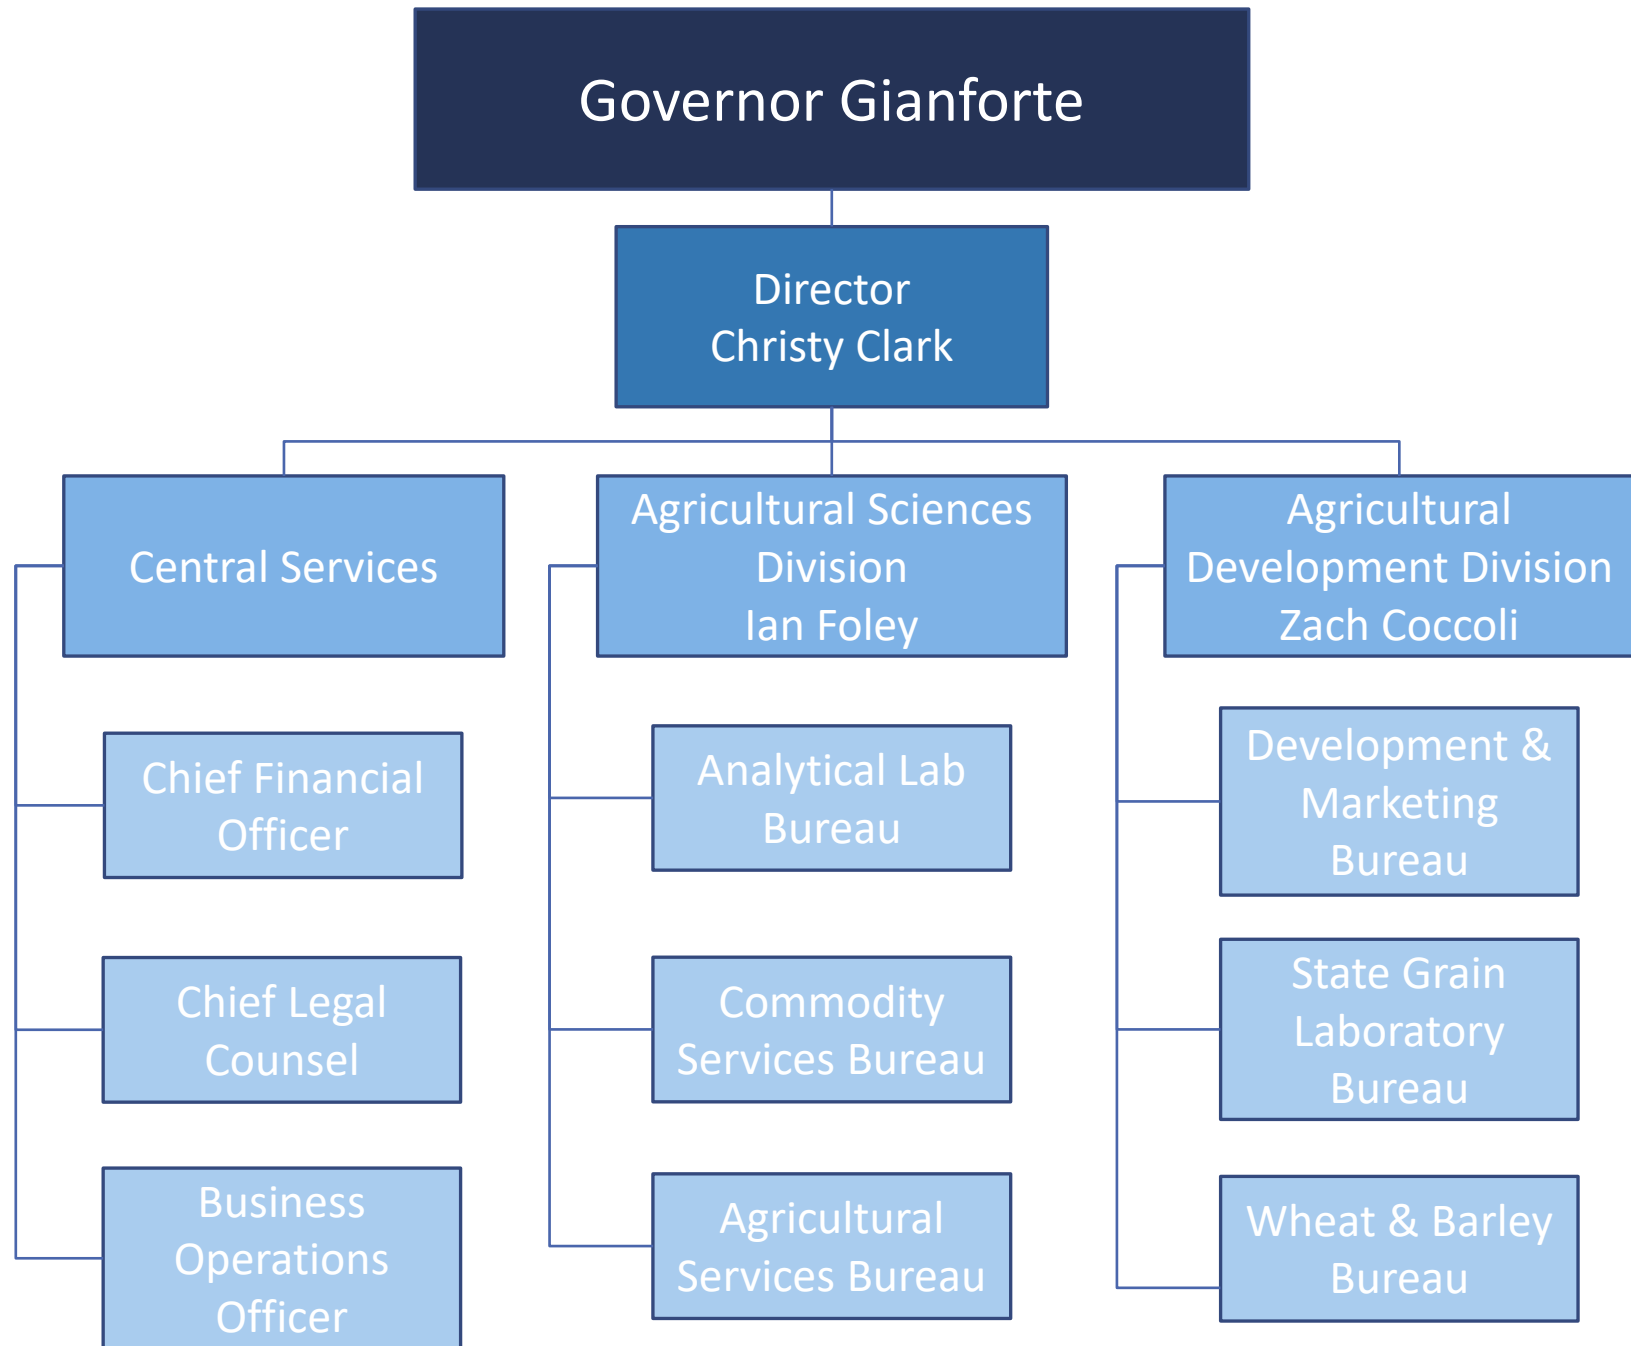 Governor Gianforte
Director
Christy Clark
Central Services
Agricultural Sciences
Division
Ian Foley
Agricultural
Development Division
Zach Coccoli
Chief Financial
Officer
Chief Legal
Counsel
Business
Operations
Officer
Analytical Lab
Bureau
Commodity
Services Bureau
Agricultural
Services Bureau
Development &
Marketing
Bureau
State Grain
Laboratory
Bureau
Wheat & Barley
Bureau